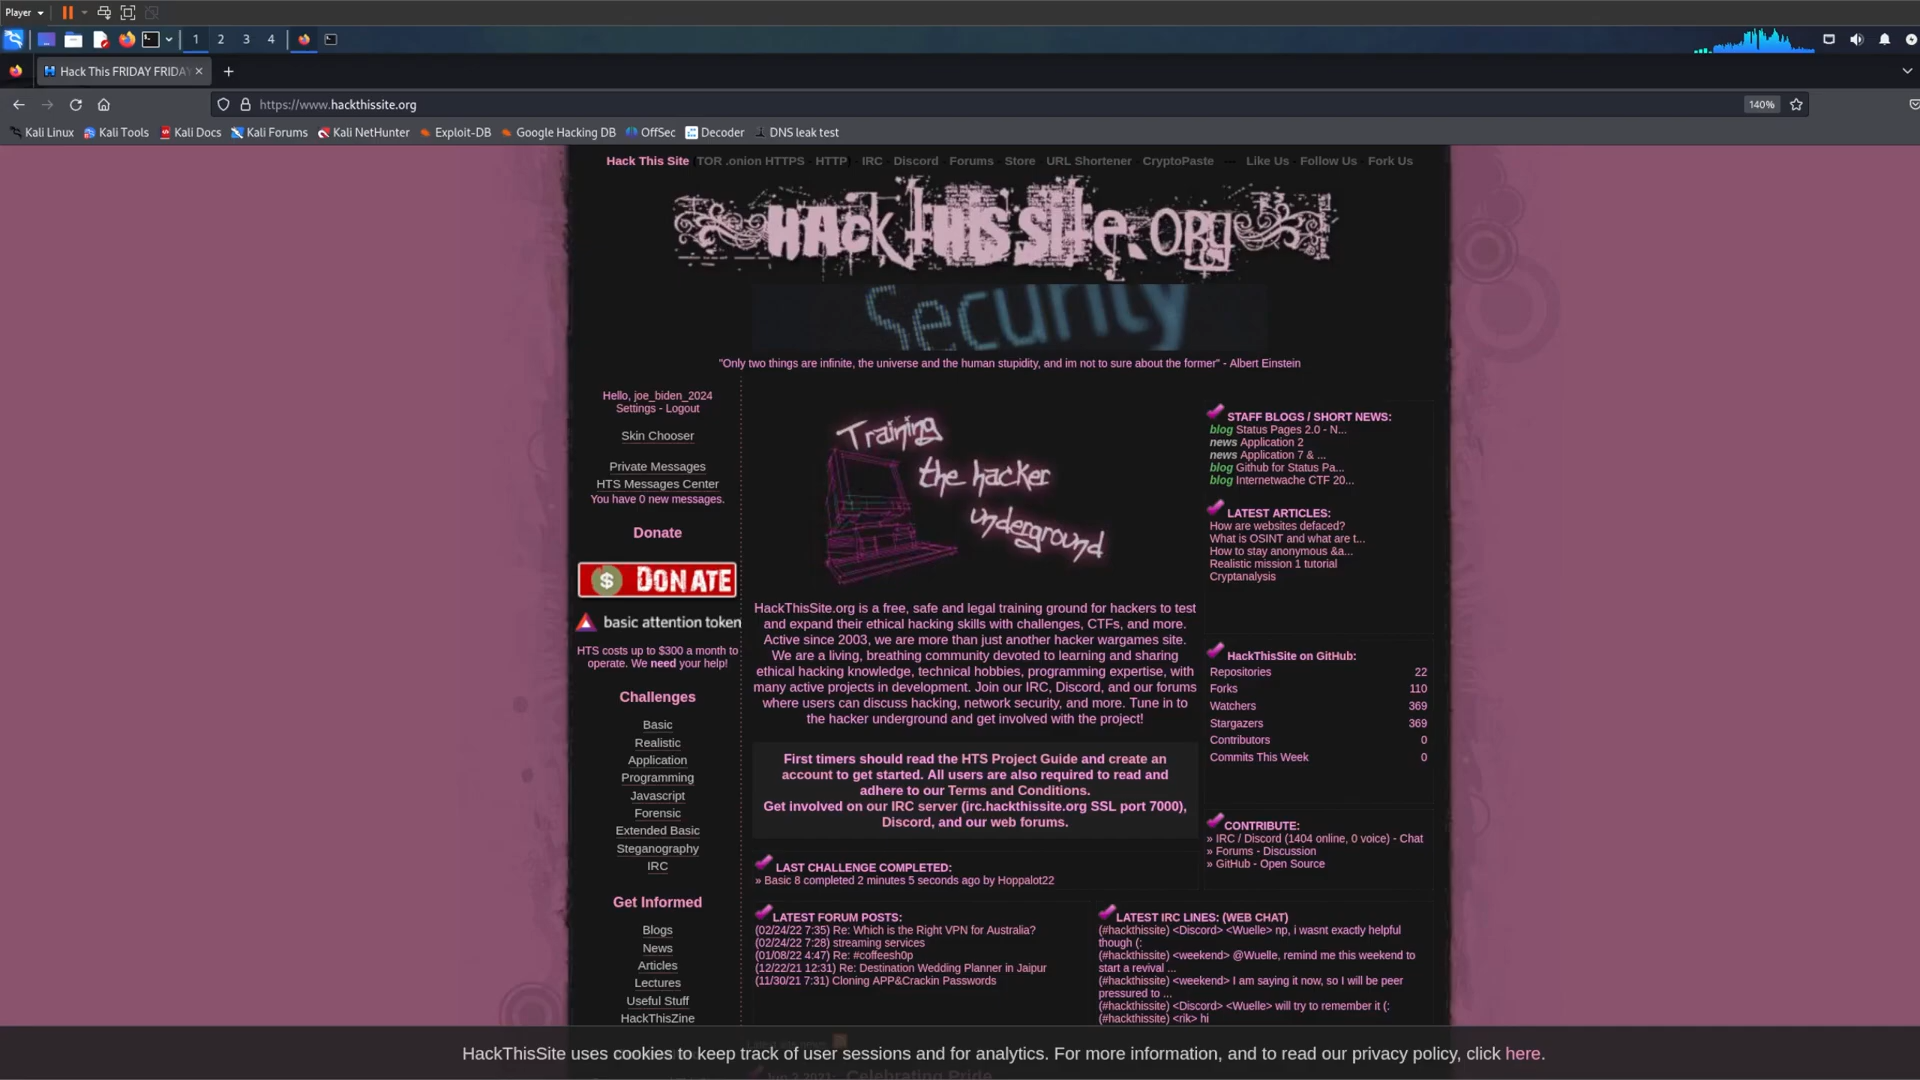 Player
1 2 3 4
Hack This FRIDAY FRIDA
https://www.hackthissite.org
140%
Kali Linux Kali Tools Kali Docs Kali Forums Kali NetHunter Exploit-DB Google Hacking DB OffSec Decoder DNS leak test
Hack This Site (TOR .onion HTTPS - HTTP) - IRC - Discord - Forums - Store - URL Shortener - CryptoPaste --- Like Us - Follow Us - Fork Us
HACk tHIS SitE.ORg
Security
"Only two things are infinite, the universe and the human stupidity, and im not to sure about the former" - Albert Einstein
Hello, joe_biden_2024
Settings - Logout
Skin Chooser
Private Messages
HTS Messages Center
You have 0 new messages.
Donate
$ DONATE
basic attention token
HTS costs up to $300 a month to
operate. We need your help!
Challenges
Basic
Realistic
Application
Programming
Javascript
Forensic
Extended Basic
Steganography
IRC
Get Informed
Blogs
News
Articles
Lectures
Useful Stuff
HackThisZine
Training
the hacker
underground
HackThisSite.org is a free, safe and legal training ground for hackers to test
and expand their ethical hacking skills with challenges, CTFs, and more.
Active since 2003, we are more than just another hacker wargames site.
We are a living, breathing community devoted to learning and sharing
ethical hacking knowledge, technical hobbies, programming expertise, with
many active projects in development. Join our IRC, Discord, and our forums
where users can discuss hacking, network security, and more. Tune in to
the hacker underground and get involved with the project!
First timers should read the HTS Project Guide and create an
account to get started. All users are also required to read and
adhere to our Terms and Conditions.
Get involved on our IRC server (irc.hackthissite.org SSL port 7000),
Discord, and our web forums.
LAST CHALLENGE COMPLETED:
» Basic 8 completed 2 minutes 5 seconds ago by Hoppalot22
LATEST FORUM POSTS:
(02/24/22 7:35) Re: Which is the Right VPN for Australia?
(02/24/22 7:28) streaming services
(01/08/22 4:47) Re: #coffeesh0p
(12/22/21 12:31) Re: Destination Wedding Planner in Jaipur
(11/30/21 7:31) Cloning APP&Crackin Passwords
LATEST IRC LINES: (WEB CHAT)
(#hackthissite) <Discord> <Wuelle> np, i wasnt exactly helpful
though (:
(#hackthissite) <weekend> @Wuelle, remind me this weekend to
start a revival ...
(#hackthissite) <weekend> I am saying it now, so I will be peer
pressured to ...
(#hackthissite) <Discord> <Wuelle> will try to remember it (:
(#hackthissite) <rik> hi
STAFF BLOGS / SHORT NEWS:
blog Status Pages 2.0 - N...
news Application 2
news Application 7 & ...
blog Github for Status Pa...
blog Internetwache CTF 20...
LATEST ARTICLES:
How are websites defaced?
What is OSINT and what are t...
How to stay anonymous &a...
Realistic mission 1 tutorial
Cryptanalysis
HackThisSite on GitHub:
Repositories 22
Forks 110
Watchers 369
Stargazers 369
Contributors 0
Commits This Week 0
CONTRIBUTE:
» IRC / Discord (1404 online, 0 voice) - Chat
» Forums - Discussion
» GitHub - Open Source
HackThisSite uses cookies to keep track of user sessions and for analytics. For more information, and to read our privacy policy, click here.
Celebrating Pride